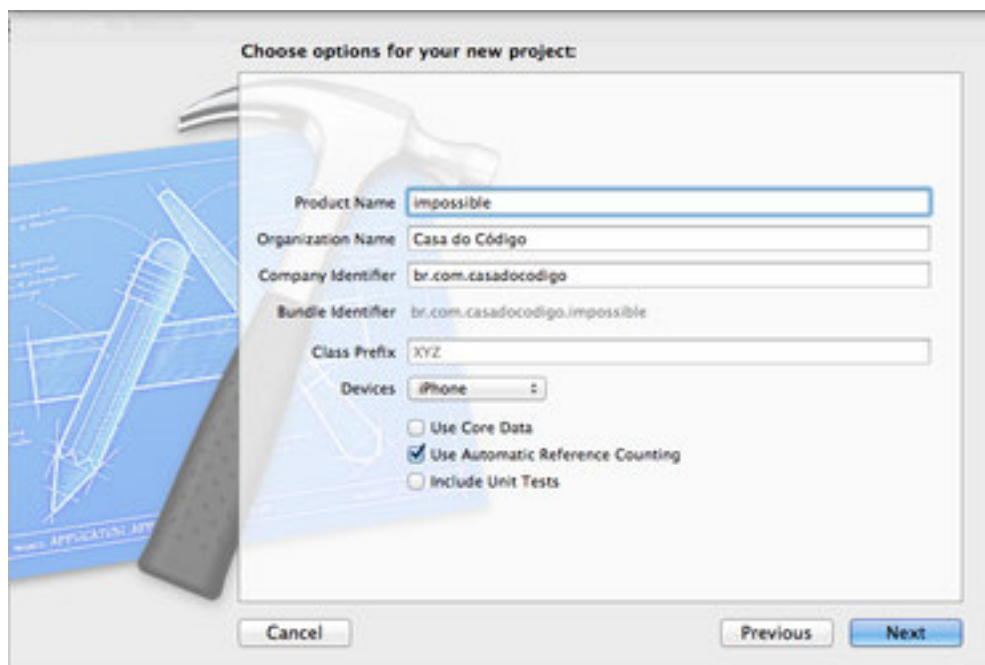 Choose options for your new project:
Product Name impossible
Organization Name Casa do Código
Company Identifier br.com.casadocodigo
Bundle Identifier br.com.casadocodigo.impossible
Class Prefix XYZ
Devices iPhone
Use Core Data
Use Automatic Reference Counting
Include Unit Tests
Cancel Previous Next